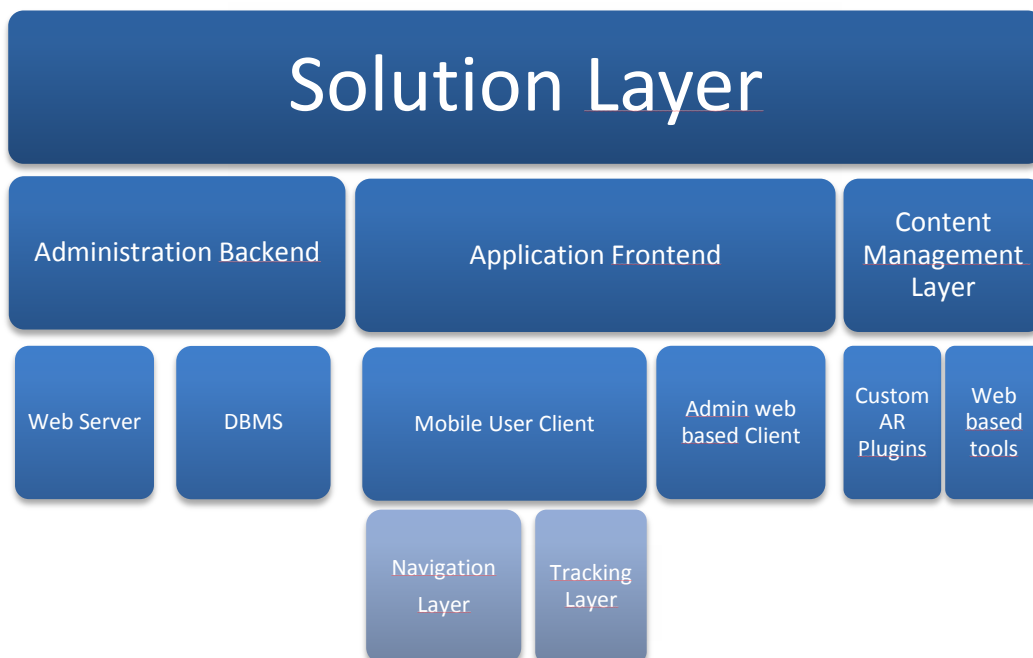 Solution Layer
Administration Backend
Application Frontend
Content
Management
Layer
Web Server
DBMS
Mobile User Client
Admin web
based Client
Custom
AR
Plugins
Web
based
tools
Navigation
Layer
Tracking
Layer